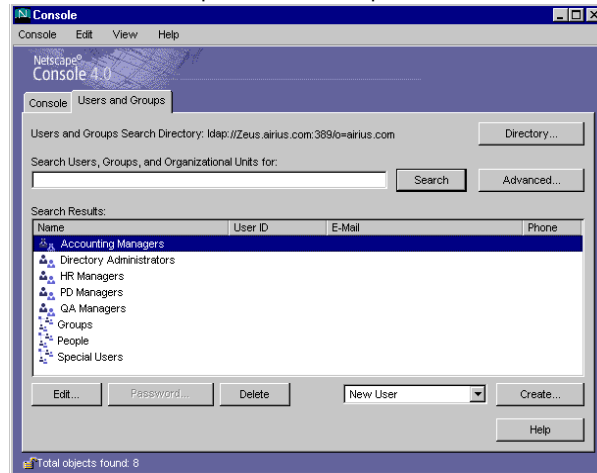 Console
Console Edit View Help
Netscape®
Console 4.0
Console Users and Groups
Users and Groups Search Directory: ldap://Zeus.airius.com:389/o=airius.com Directory...
Search Users, Groups, and Organizational Units for:
Search Advanced...
Search Results:
Name User ID E-Mail Phone
Accounting Managers
Directory Administrators
HR Managers
PD Managers
QA Managers
Groups
People
Special Users
Edit... Password... Delete New User Create...
Help
Total objects found: 8